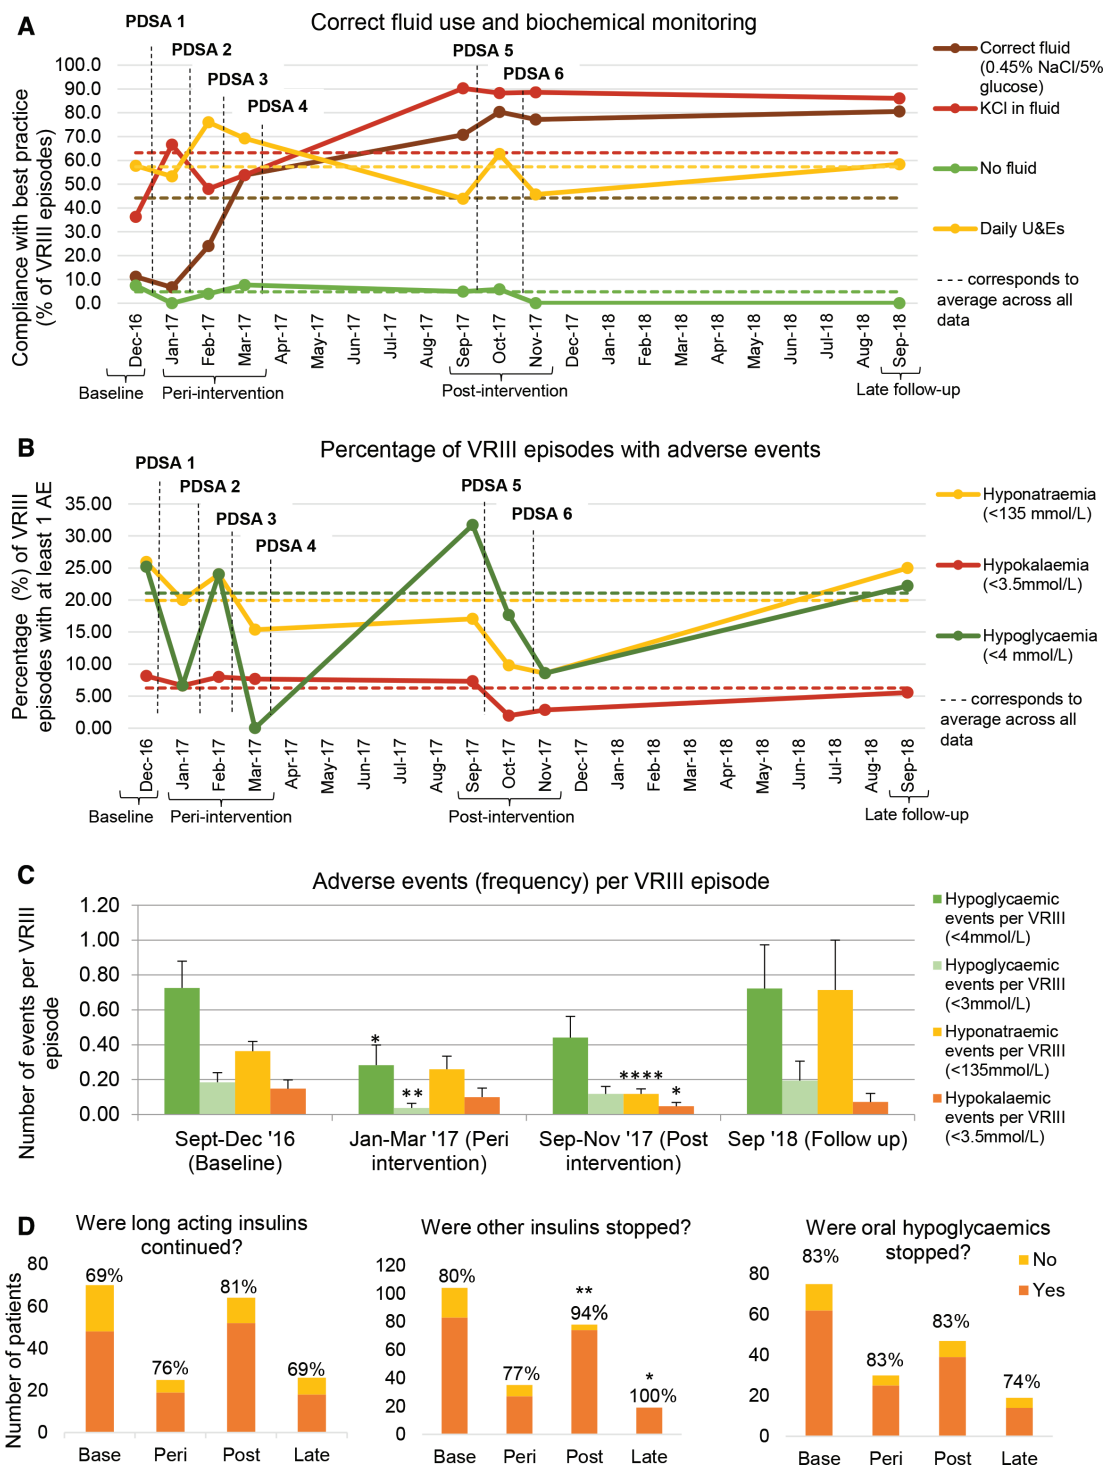 A
PDSA 1
Correct fluid use and biochemical monitoring
PDSA 2
PDSA 3
PDSA 4
PDSA 5
PDSA 6
Compliance with best practice
(% of VRIII episodes)
100.0
90.0
80.0
70.0
60.0
50.0
40.0
30.0
20.0
10.0
0.0
Dec-16
Jan-17
Feb-17
Mar-17
Apr-17
May-17
Jun-17
Jul-17
Aug-17
Sep-17
Oct-17
Nov-17
Dec-17
Jan-18
Feb-18
Mar-18
Apr-18
May-18
Jun-18
Jul-18
Aug-18
Sep-18
Baseline
Peri-intervention
Post-intervention
Late follow-up
Correct fluid
(0.45% NaCl/5%
glucose)
KCl in fluid
No fluid
Daily U&Es
---- corresponds to
average across all
data
B
Percentage of VRIII episodes with adverse events
PDSA 1
PDSA 2
PDSA 3
PDSA 4
PDSA 5
PDSA 6
Percentage (%) of VRIII
episodes with at least 1 AE
35.00
30.00
25.00
20.00
15.00
10.00
5.00
0.00
Dec-16
Jan-17
Feb-17
Mar-17
Apr-17
May-17
Jun-17
Jul-17
Aug-17
Sep-17
Oct-17
Nov-17
Dec-17
Jan-18
Feb-18
Mar-18
Apr-18
May-18
Jun-18
Jul-18
Aug-18
Sep-18
Baseline
Peri-intervention
Post-intervention
Late follow-up
Hyponatraemia
(<135 mmol/L)
Hypokalaemia
(<3.5mmol/L)
Hypoglycaemia
(<4 mmol/L)
---- corresponds to
average across all
data
C
Adverse events (frequency) per VRIII episode
Number of events per VRIII
episode
1.20
1.00
0.80
0.60
0.40
0.20
0.00
*
**
****
*
Sept-Dec '16
(Baseline)
Jan-Mar '17 (Peri
intervention)
Sep-Nov '17 (Post
intervention)
Sep '18 (Follow up)
Hypoglycaemic
events per VRIII
(<4mmol/L)
Hypoglycaemic
events per VRIII
(<3mmol/L)
Hyponatraemic
events per VRIII
(<135mmol/L)
Hypokalaemic
events per VRIII
(<3.5mmol/L)
D
Were long acting insulins
continued?
Number of patients
80
60
40
20
0
69%
76%
81%
69%
Base
Peri
Post
Late
Were other insulins stopped?
120
100
80
60
40
20
0
80%
77%
**
94%
*
100%
Base
Peri
Post
Late
Were oral hypoglycaemics
stopped?
80
60
40
20
0
83%
83%
83%
74%
Base
Peri
Post
Late
No
Yes